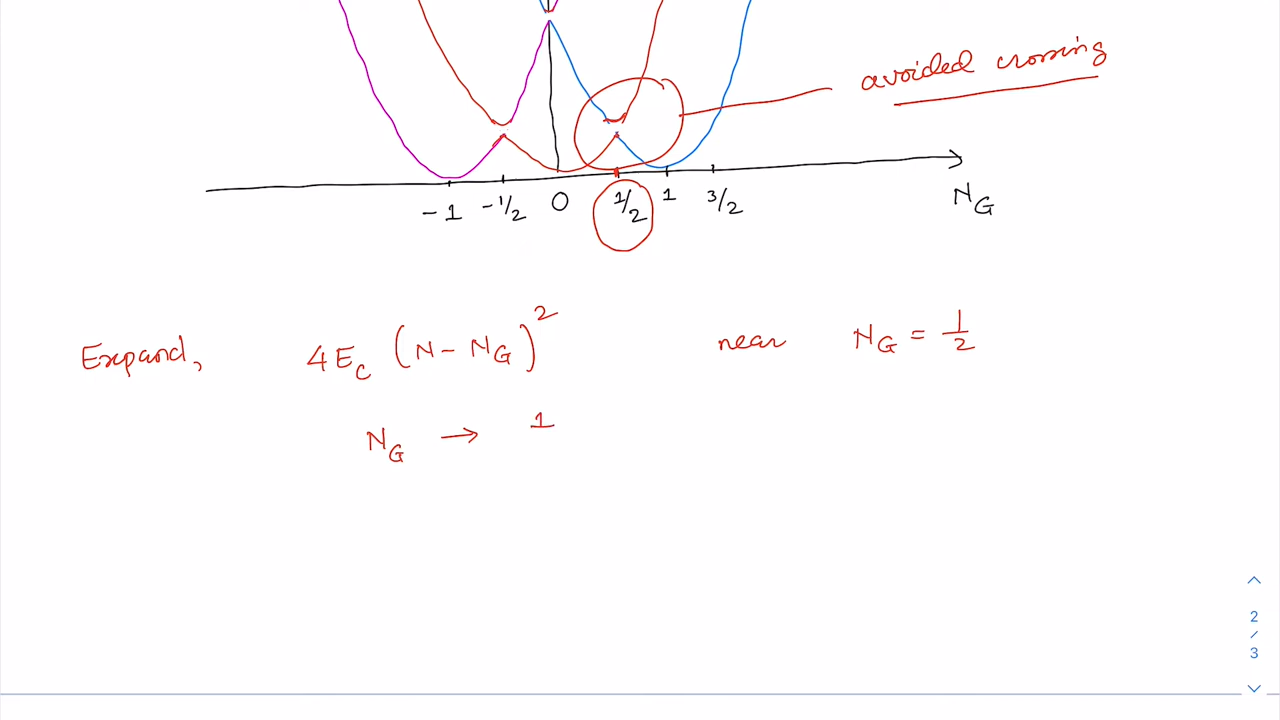 avoided crossing
-1 -1/2 0 1/2 1 3/2 N_G
Expand, 4E_C (N - N_G)^2 near N_G = 1/2
N_G → 1
2
/
3